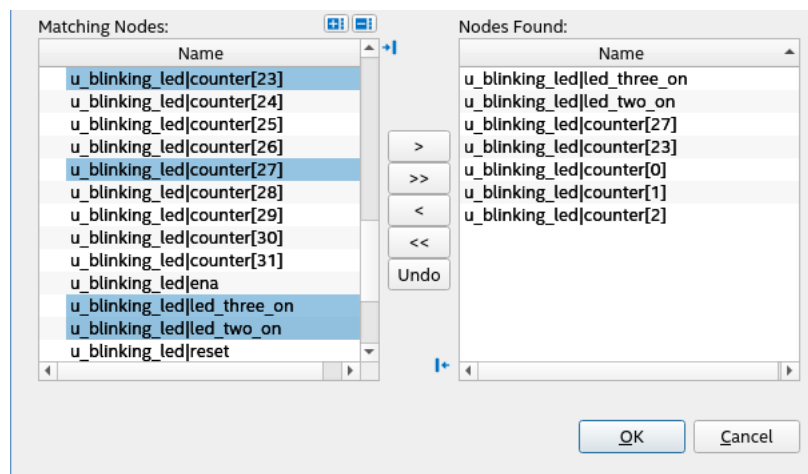 Matching Nodes:
Name
u_blinking_led|counter[23]
u_blinking_led|counter[24]
u_blinking_led|counter[25]
u_blinking_led|counter[26]
u_blinking_led|counter[27]
u_blinking_led|counter[28]
u_blinking_led|counter[29]
u_blinking_led|counter[30]
u_blinking_led|counter[31]
u_blinking_led|ena
u_blinking_led|led_three_on
u_blinking_led|led_two_on
u_blinking_led|reset
>
>>
<
<<
Undo
Nodes Found:
Name
u_blinking_led|led_three_on
u_blinking_led|led_two_on
u_blinking_led|counter[27]
u_blinking_led|counter[23]
u_blinking_led|counter[0]
u_blinking_led|counter[1]
u_blinking_led|counter[2]
OK
Cancel